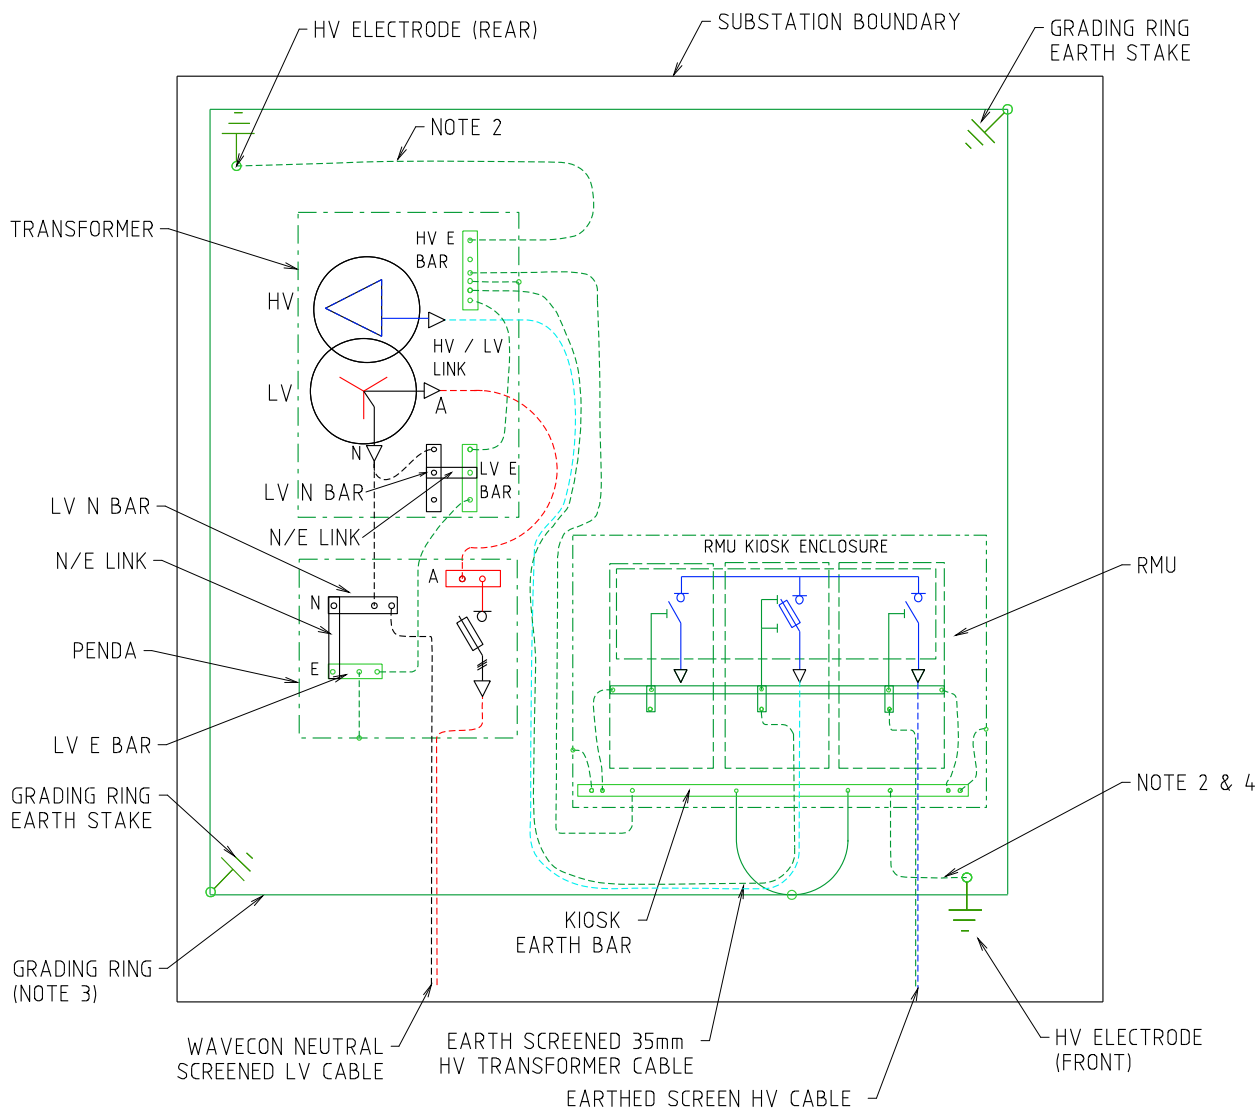 HV ELECTRODE (REAR)
SUBSTATION BOUNDARY
GRADING RING
EARTH STAKE
NOTE 2
TRANSFORMER
HV E
BAR
HV
HV / LV
LINK
LV
A
N
LV N BAR
LV E
BAR
LV N BAR
N/E LINK
N/E LINK
RMU KIOSK ENCLOSURE
RMU
A
N
PENDA
E
LV E BAR
GRADING RING
EARTH STAKE
NOTE 2 & 4
KIOSK
EARTH BAR
GRADING RING
(NOTE 3)
WAVECON NEUTRAL
SCREENED LV CABLE
EARTH SCREENED 35mm
HV TRANSFORMER CABLE
EARTHED SCREEN HV CABLE
HV ELECTRODE
(FRONT)